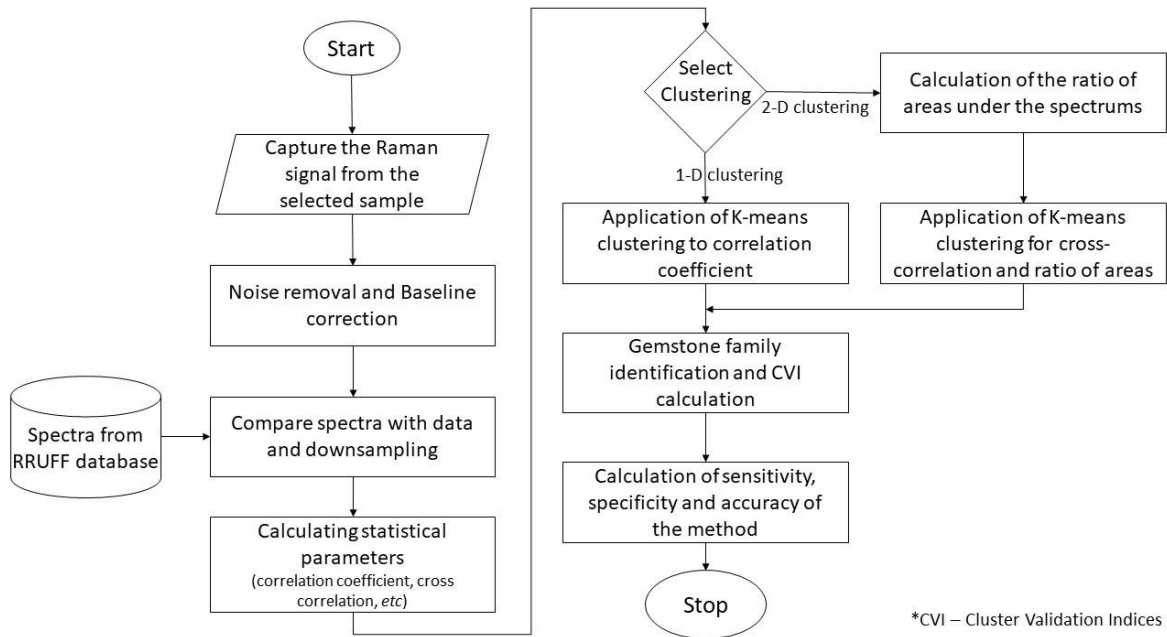 Start
Capture the Raman
signal from the
selected sample
Noise removal and Baseline
correction
Spectra from
RRUFF database
Compare spectra with data
and downsampling
Calculating statistical
parameters
(correlation coefficient, cross
correlation, etc)
Select
Clustering
2-D clustering
1-D clustering
Calculation of the ratio of
areas under the spectrums
Application of K-means
clustering to correlation
coefficient
Application of K-means
clustering for cross-
correlation and ratio of areas
Gemstone family
identification and CVI
calculation
Calculation of sensitivity,
specificity and accuracy of
the method
Stop
*CVI – Cluster Validation Indices